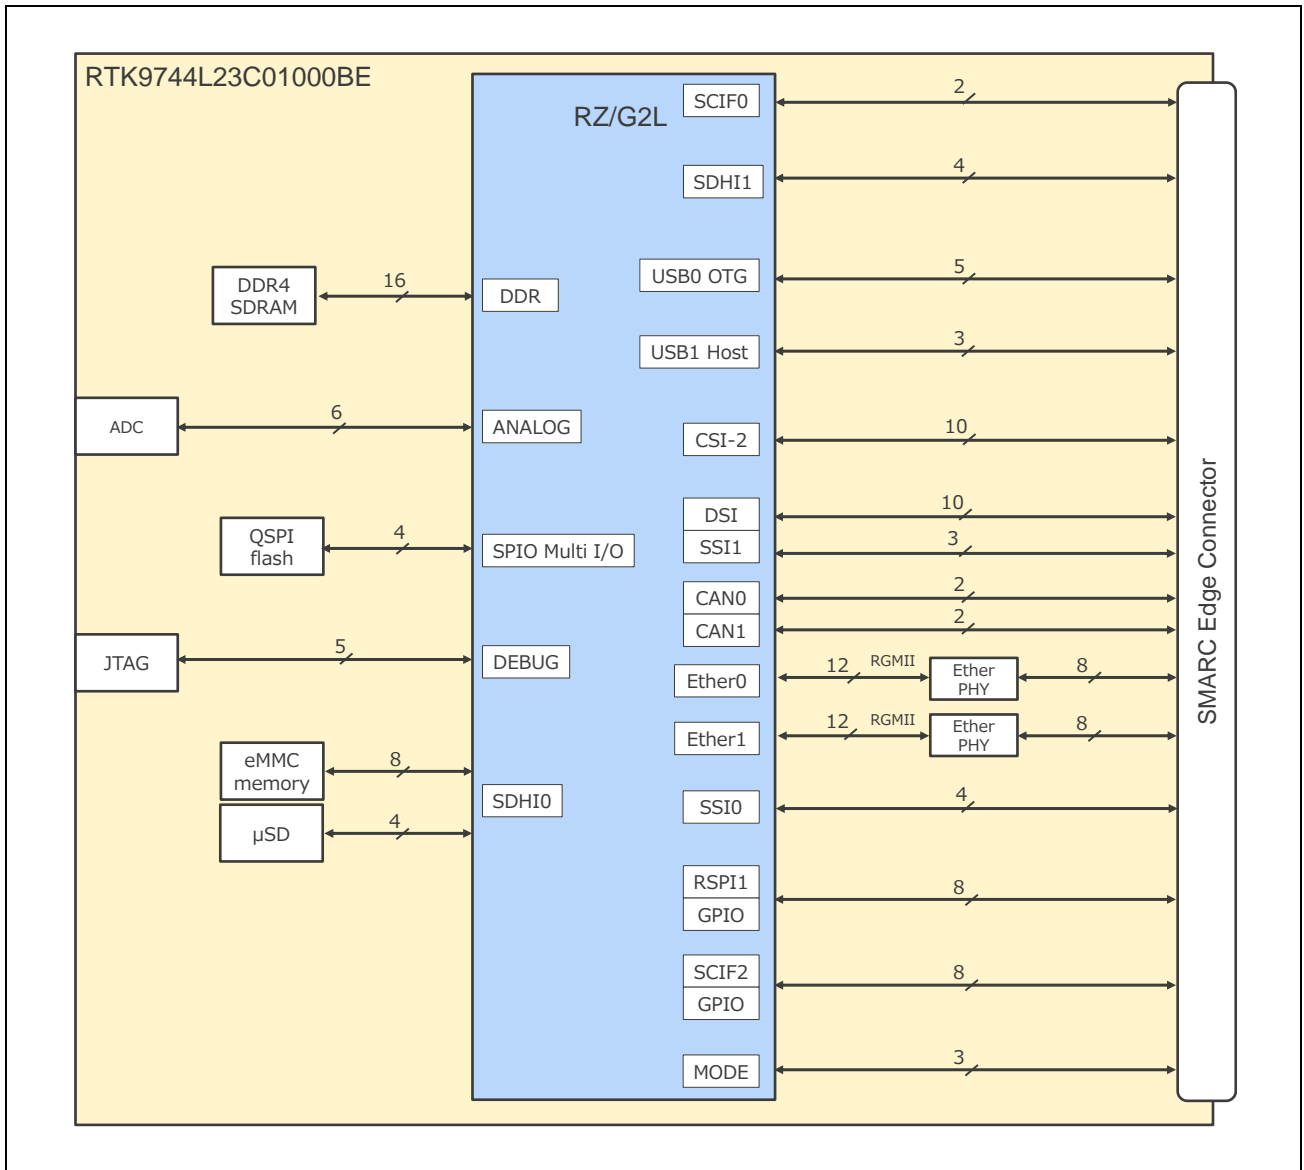 RTK9744L23C01000BE
RZ/G2L
SCIF0
2
SDHI1
4
DDR4
SDRAM
16
DDR
USB0 OTG
5
USB1 Host
3
ADC
6
ANALOG
CSI-2
10
QSPI
flash
4
SPIO Multi I/O
DSI
10
SSI1
3
CAN0
2
CAN1
2
JTAG
5
DEBUG
Ether0
12
RGMII
Ether
PHY
8
Ether1
12
RGMII
Ether
PHY
8
eMMC
memory
8
µSD
4
SDHI0
SSI0
4
RSPI1
GPIO
8
SCIF2
GPIO
8
MODE
3
SMARC Edge Connector